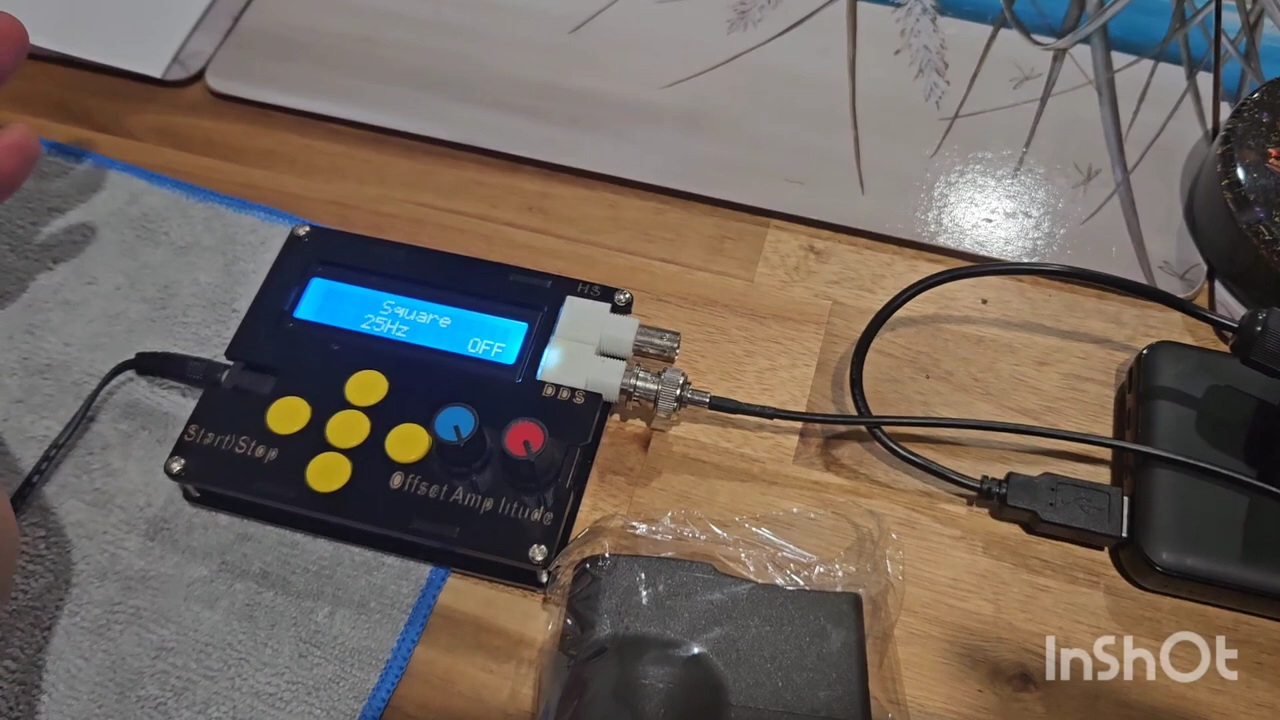 HS
Square
25Hz
OFF
DDS
Start)Stop
Offset Amplitude
InShOt